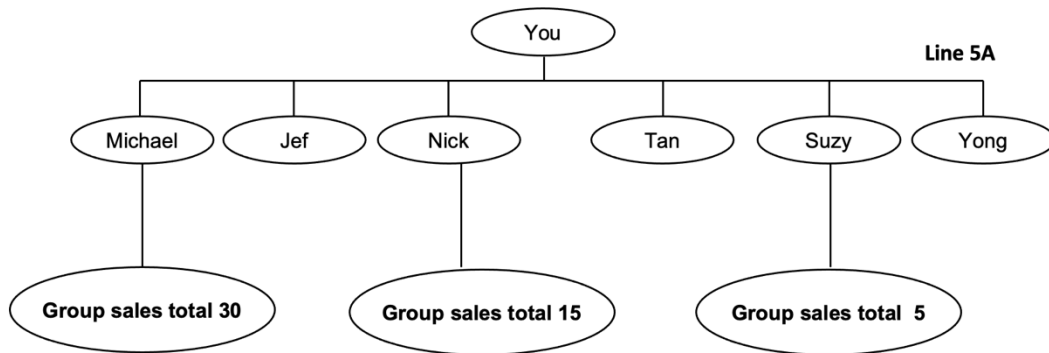 You
Line 5A
Michael
Jef
Nick
Tan
Suzy
Yong
Group sales total 30
Group sales total 15
Group sales total 5